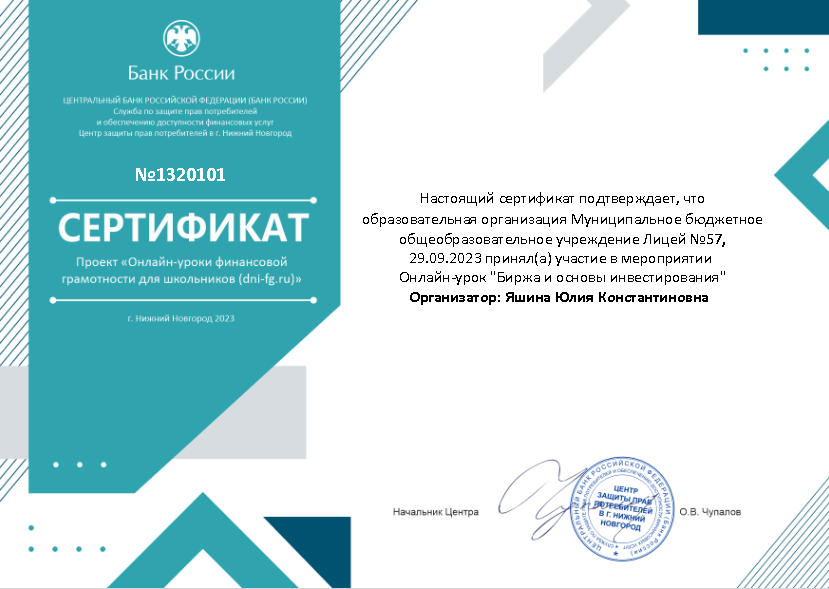 Банк России
ЦЕНТРАЛЬНЫЙ БАНК РОССИЙСКОЙ ФЕДЕРАЦИИ (БАНК РОССИИ)
Служба по защите прав потребителей
и обеспечению доступности финансовых услуг
Центр защиты прав потребителей в г. Нижний Новгород
№1320101
СЕРТИФИКАТ
Проект «Онлайн-уроки финансовой
грамотности для школьников (dni-fg.ru)»
г. Нижний Новгород 2023
Настоящий сертификат подтверждает, что
образовательная организация Муниципальное бюджетное
общеобразовательное учреждение Лицей №57,
29.09.2023 принял(а) участие в мероприятии
Онлайн-урок "Биржа и основы инвестирования"
Организатор: Яшина Юлия Константиновна
Начальник Центра
ЦЕНТР
ЗАЩИТЫ ПРАВ
ПОТРЕБИТЕЛЕЙ
В Г. НИЖНИЙ
НОВГОРОД
ЦЕНТРАЛЬНЫЙ БАНК РОССИЙСКОЙ ФЕДЕРАЦИИ (Банк России)
О.В. Чупалов